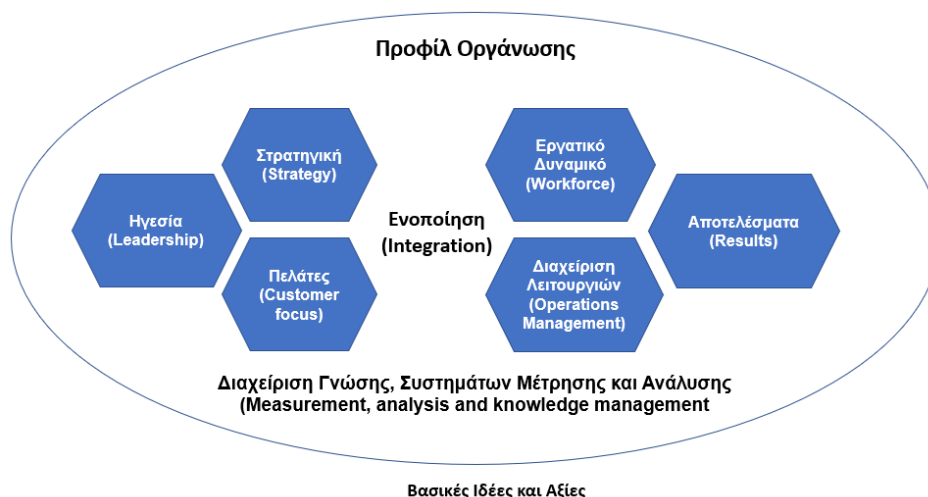 Προφίλ Οργάνωσης
Στρατηγική
(Strategy)
Εργατικό
Δυναμικό
(Workforce)
Ηγεσία
(Leadership)
Ενοποίηση
(Integration)
Αποτελέσματα
(Results)
Πελάτες
(Customer
focus)
Διαχείριση
Λειτουργιών
(Operations
Management)
Διαχείριση Γνώσης, Συστημάτων Μέτρησης και Ανάλυσης
(Measurement, analysis and knowledge management
Βασικές Ιδέες και Αξίες